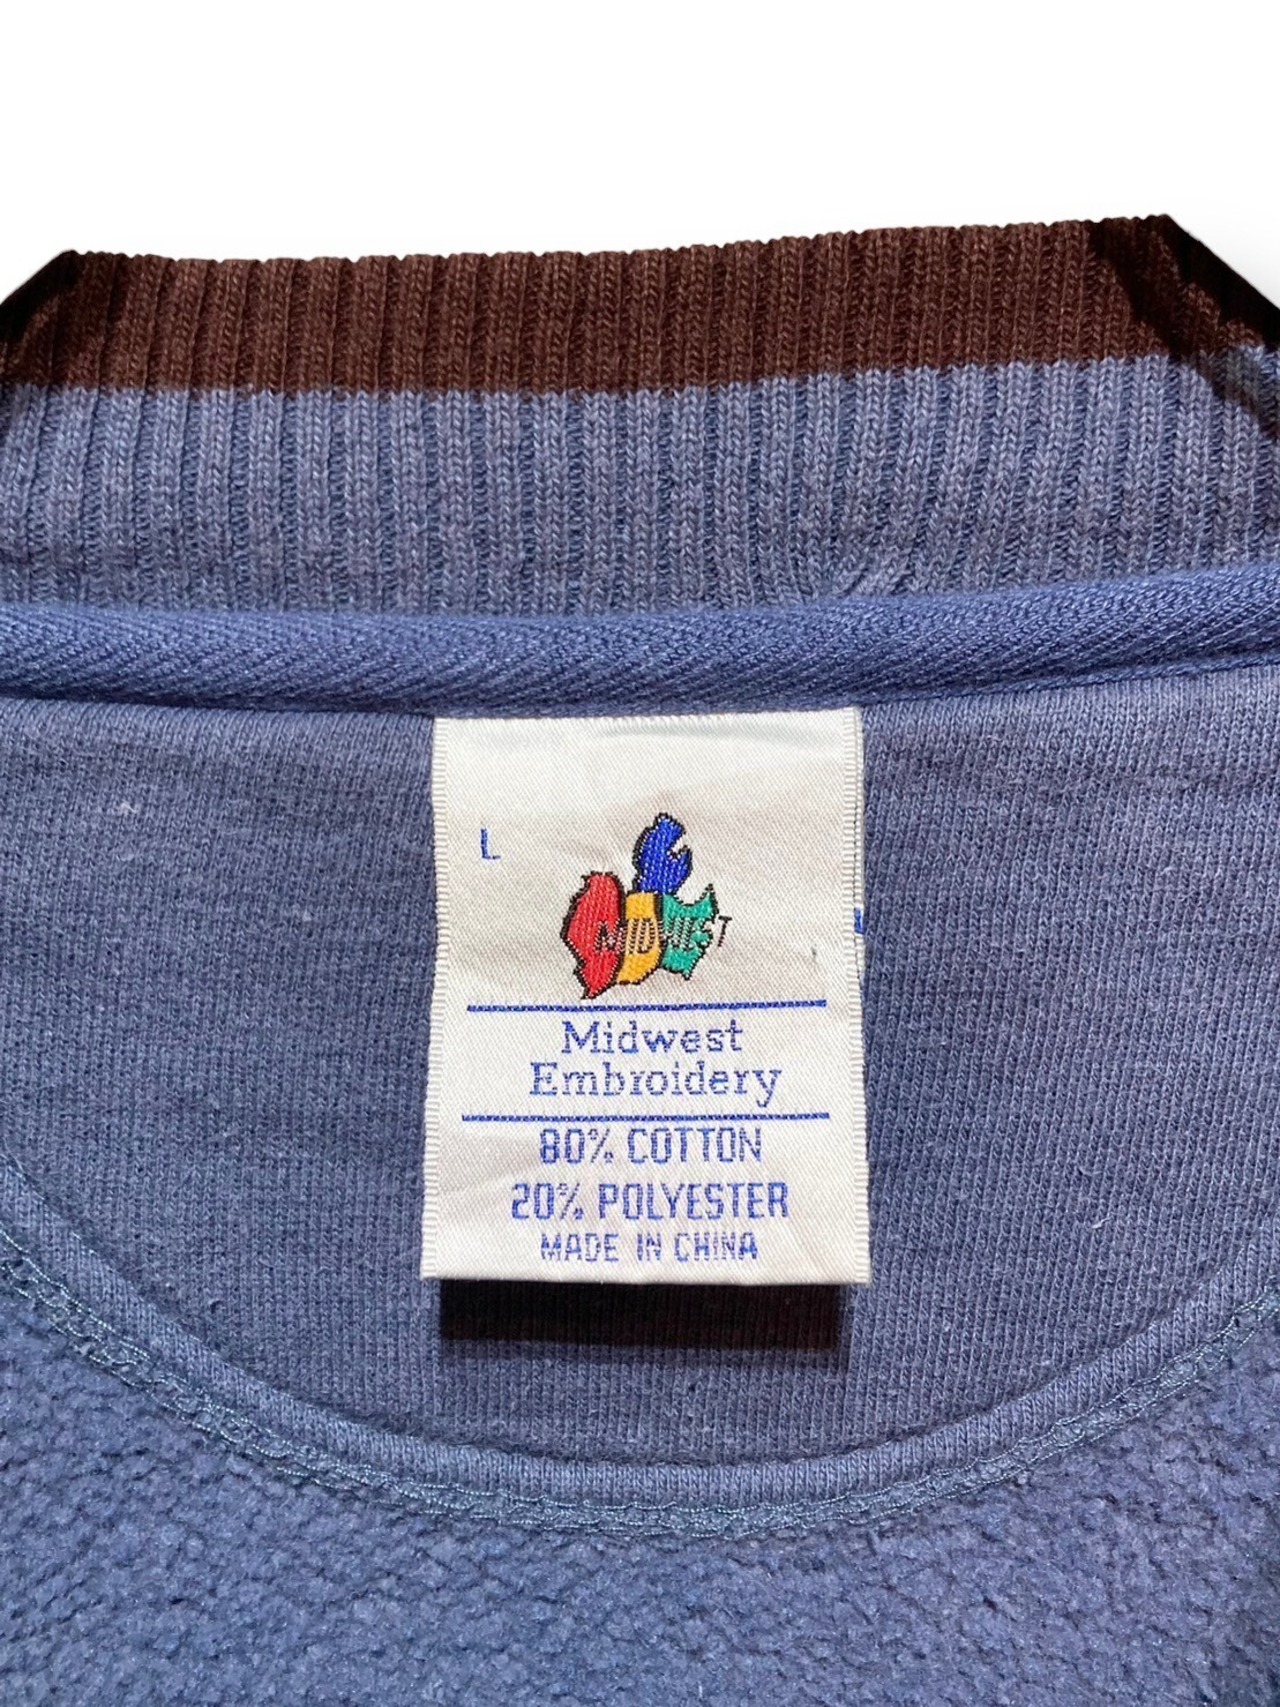 L
MIDWEST
Midwest
Embroidery
80% COTTON
20% POLYESTER
MADE IN CHINA